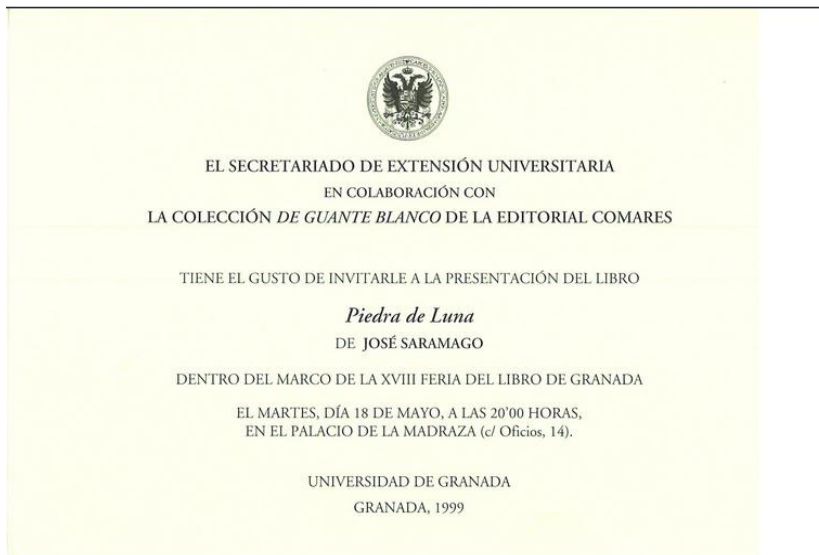 EL SECRETARIADO DE EXTENSIÓN UNIVERSITARIA
EN COLABORACIÓN CON
LA COLECCIÓN DE GUANTE BLANCO DE LA EDITORIAL COMARES
TIENE EL GUSTO DE INVITARLE A LA PRESENTACIÓN DEL LIBRO
Piedra de Luna
DE JOSÉ SARAMAGO
DENTRO DEL MARCO DE LA XVIII FERIA DEL LIBRO DE GRANADA
EL MARTES, DÍA 18 DE MAYO, A LAS 20'00 HORAS,
EN EL PALACIO DE LA MADRAZA (c/ Oficios, 14).
UNIVERSIDAD DE GRANADA
GRANADA, 1999